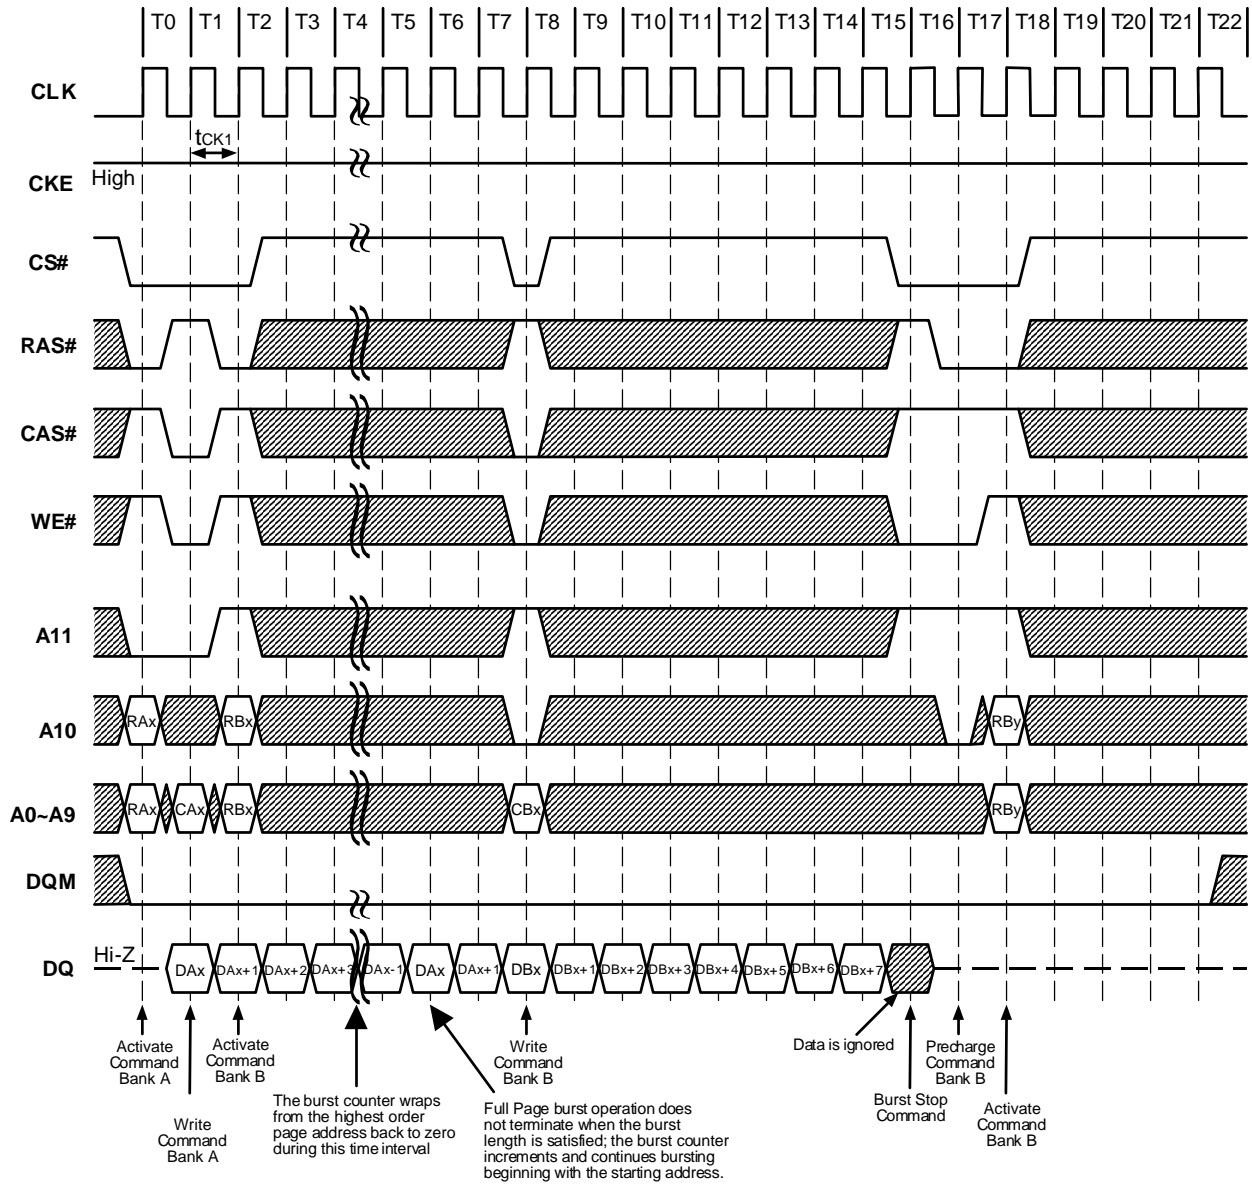 T0 T1 T2 T3 T4 T5 T6 T7 T8 T9 T10 T11 T12 T13 T14 T15 T16 T17 T18 T19 T20 T21 T22
CLK
tCK1
CKE High
CS#
RAS#
CAS#
WE#
A11
A10 RAx RBx RBy
A0~A9 RAx CAx RBx CBx RBy
DQM
DQ Hi-Z DAx DAx+1 DAx+2 DAx+3 DAx-1 DAx DAx+1 DBx DBx+1 DBx+2 DBx+3 DBx+4 DBx+5 DBx+6 DBx+7
Activate
Command
Bank A
Write
Command
Bank A
Activate
Command
Bank B
The burst counter wraps
from the highest order
page address back to zero
during this time interval
Full Page burst operation does
not terminate when the burst
length is satisfied; the burst counter
increments and continues bursting
beginning with the starting address.
Write
Command
Bank B
Data is ignored
Burst Stop
Command
Precharge
Command
Bank B
Activate
Command
Bank B